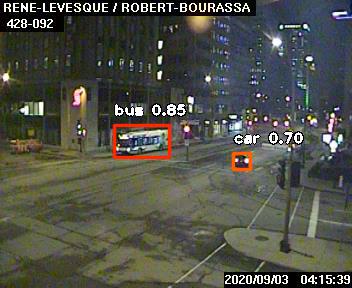 RENE-LEVESQUE / ROBERT-BOURASSA
428-092
bus 0.85
car 0.70
2020/09/03 04:15:39